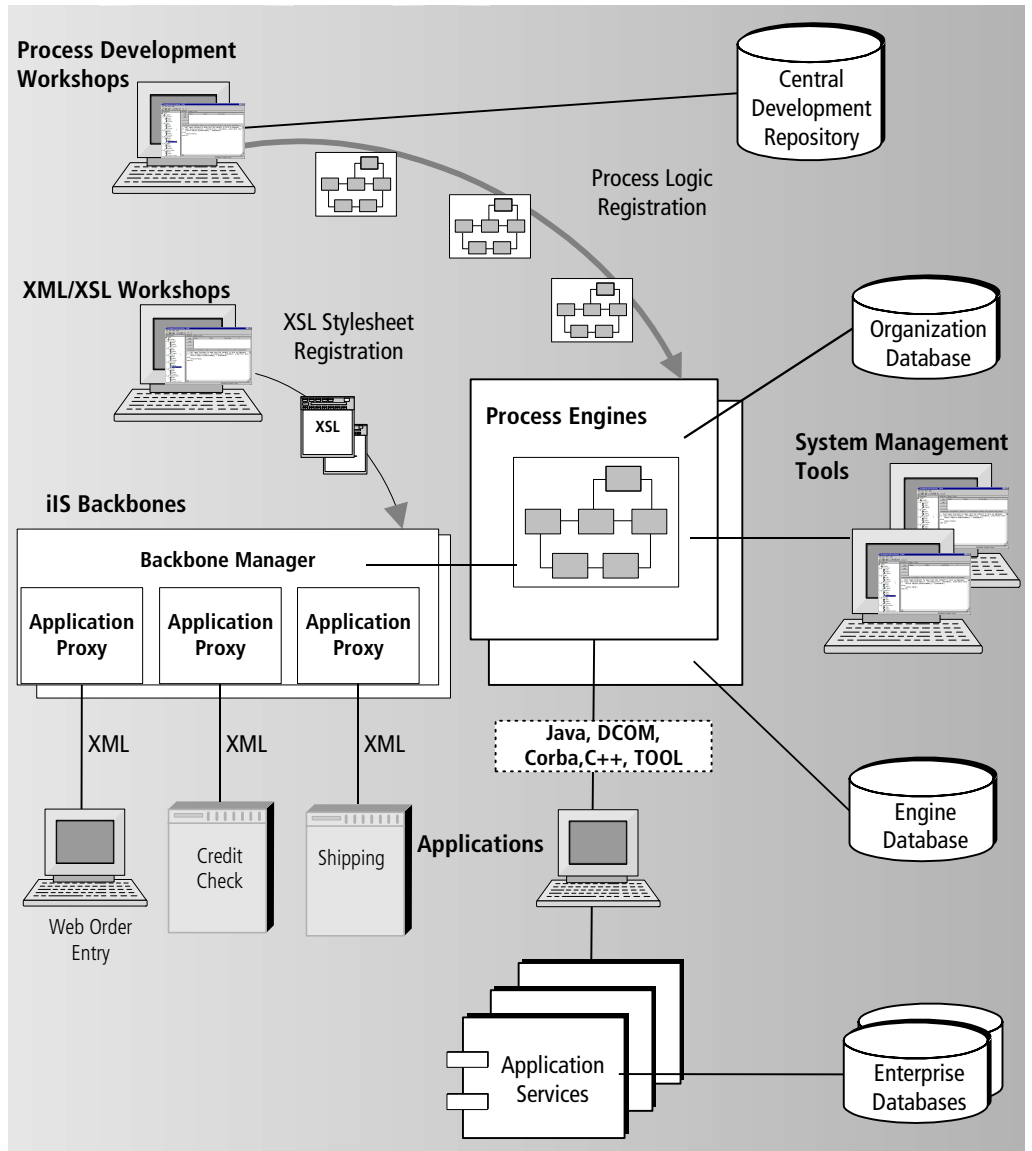 Process Development
Workshops
Central
Development
Repository
Process Logic
Registration
XML/XSL Workshops
XSL Stylesheet
Registration
XSL
Organization
Database
Process Engines
System Management
Tools
iIS Backbones
Backbone Manager
Application
Proxy
Application
Proxy
Application
Proxy
XML
XML
XML
Java, DCOM,
Corba,C++, TOOL
Engine
Database
Credit
Check
Shipping
Applications
Web Order
Entry
Application
Services
Enterprise
Databases